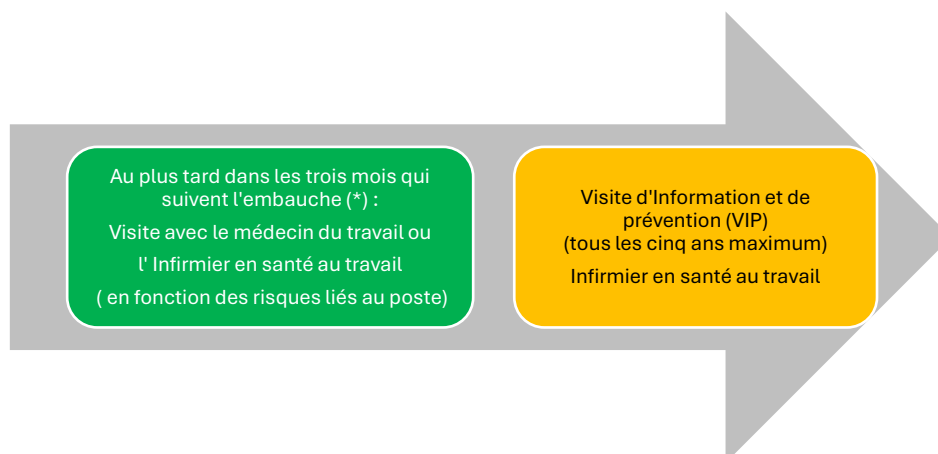 Au plus tard dans les trois mois qui
suivent l'embauche (*) :
Visite avec le médecin du travail ou
l' Infirmier en santé au travail
( en fonction des risques liés au poste)
Visite d'Information et de
prévention (VIP)
(tous les cinq ans maximum)
Infirmier en santé au travail